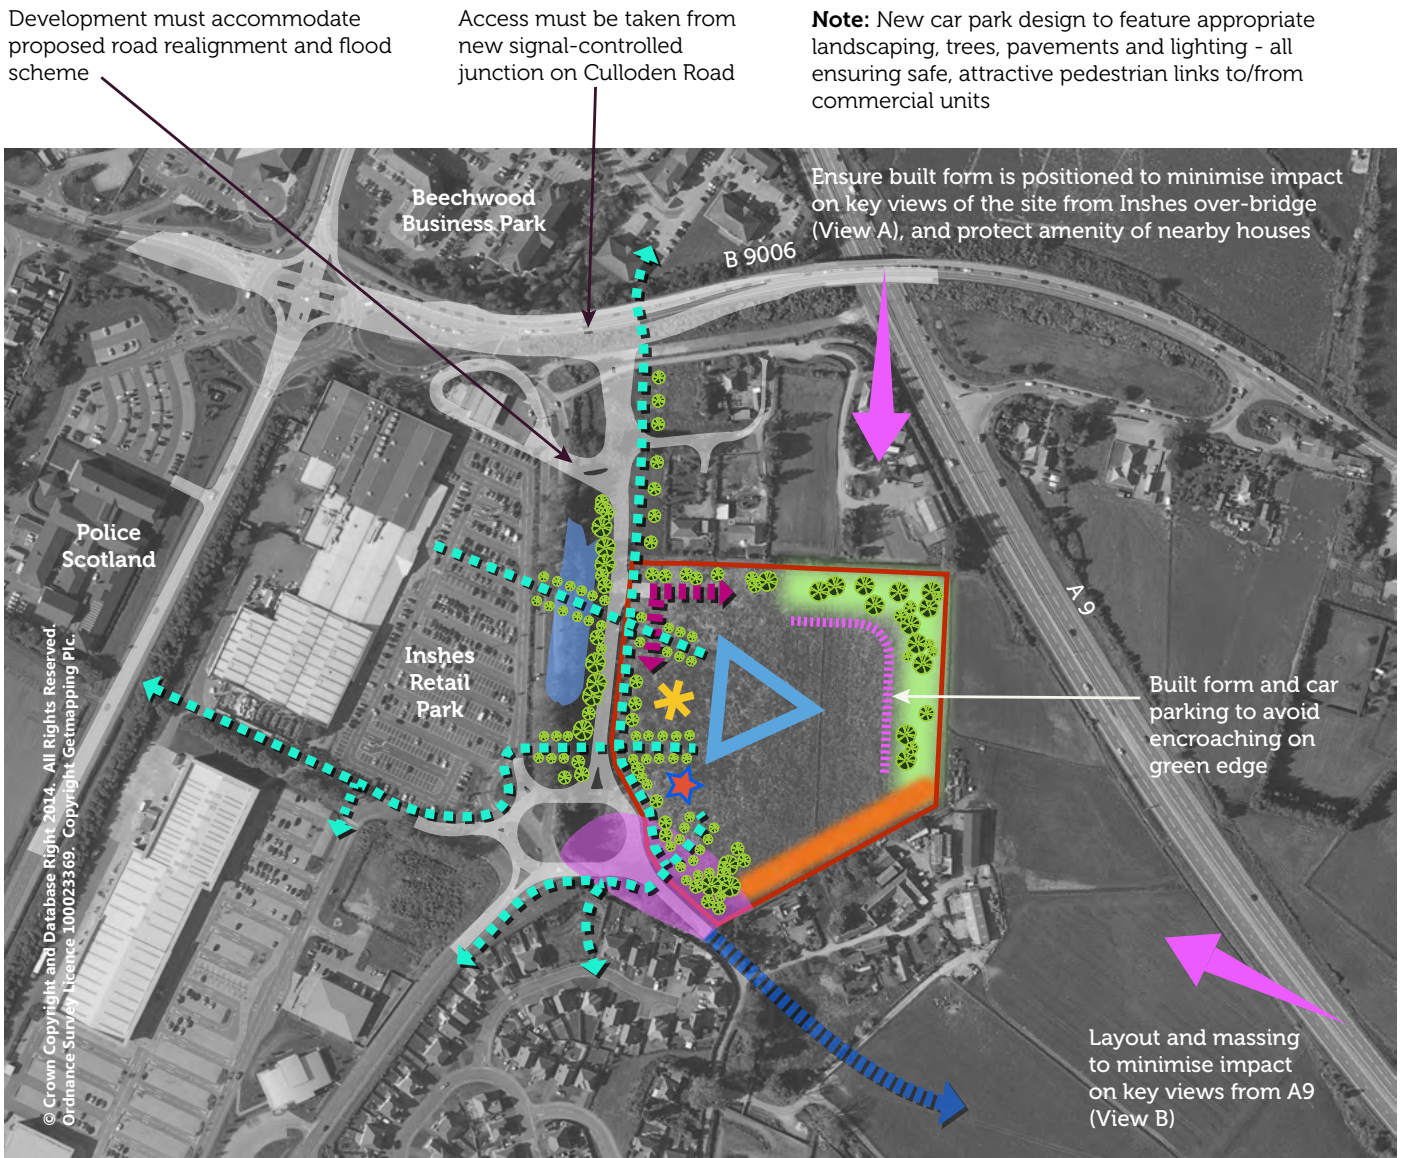 Development must accommodate
proposed road realignment and flood
scheme
Access must be taken from
new signal-controlled
junction on Culloden Road
Note: New car park design to feature appropriate
landscaping, trees, pavements and lighting - all
ensuring safe, attractive pedestrian links to/from
commercial units
Ensure built form is positioned to minimise impact
on key views of the site from Inshes over-bridge
(View A), and protect amenity of nearby houses
Beechwood
Business Park
B 9006
Police
Scotland
A 9
Inshes
Retail
Park
Built form and car
parking to avoid
encroaching on
green edge
Layout and massing
to minimise impact
on key views from A9
(View B)
© Crown Copyright and Database Right 2014. All Rights Reserved.
Ordnance Survey Licence 100023369. Copyright Getmapping Plc.